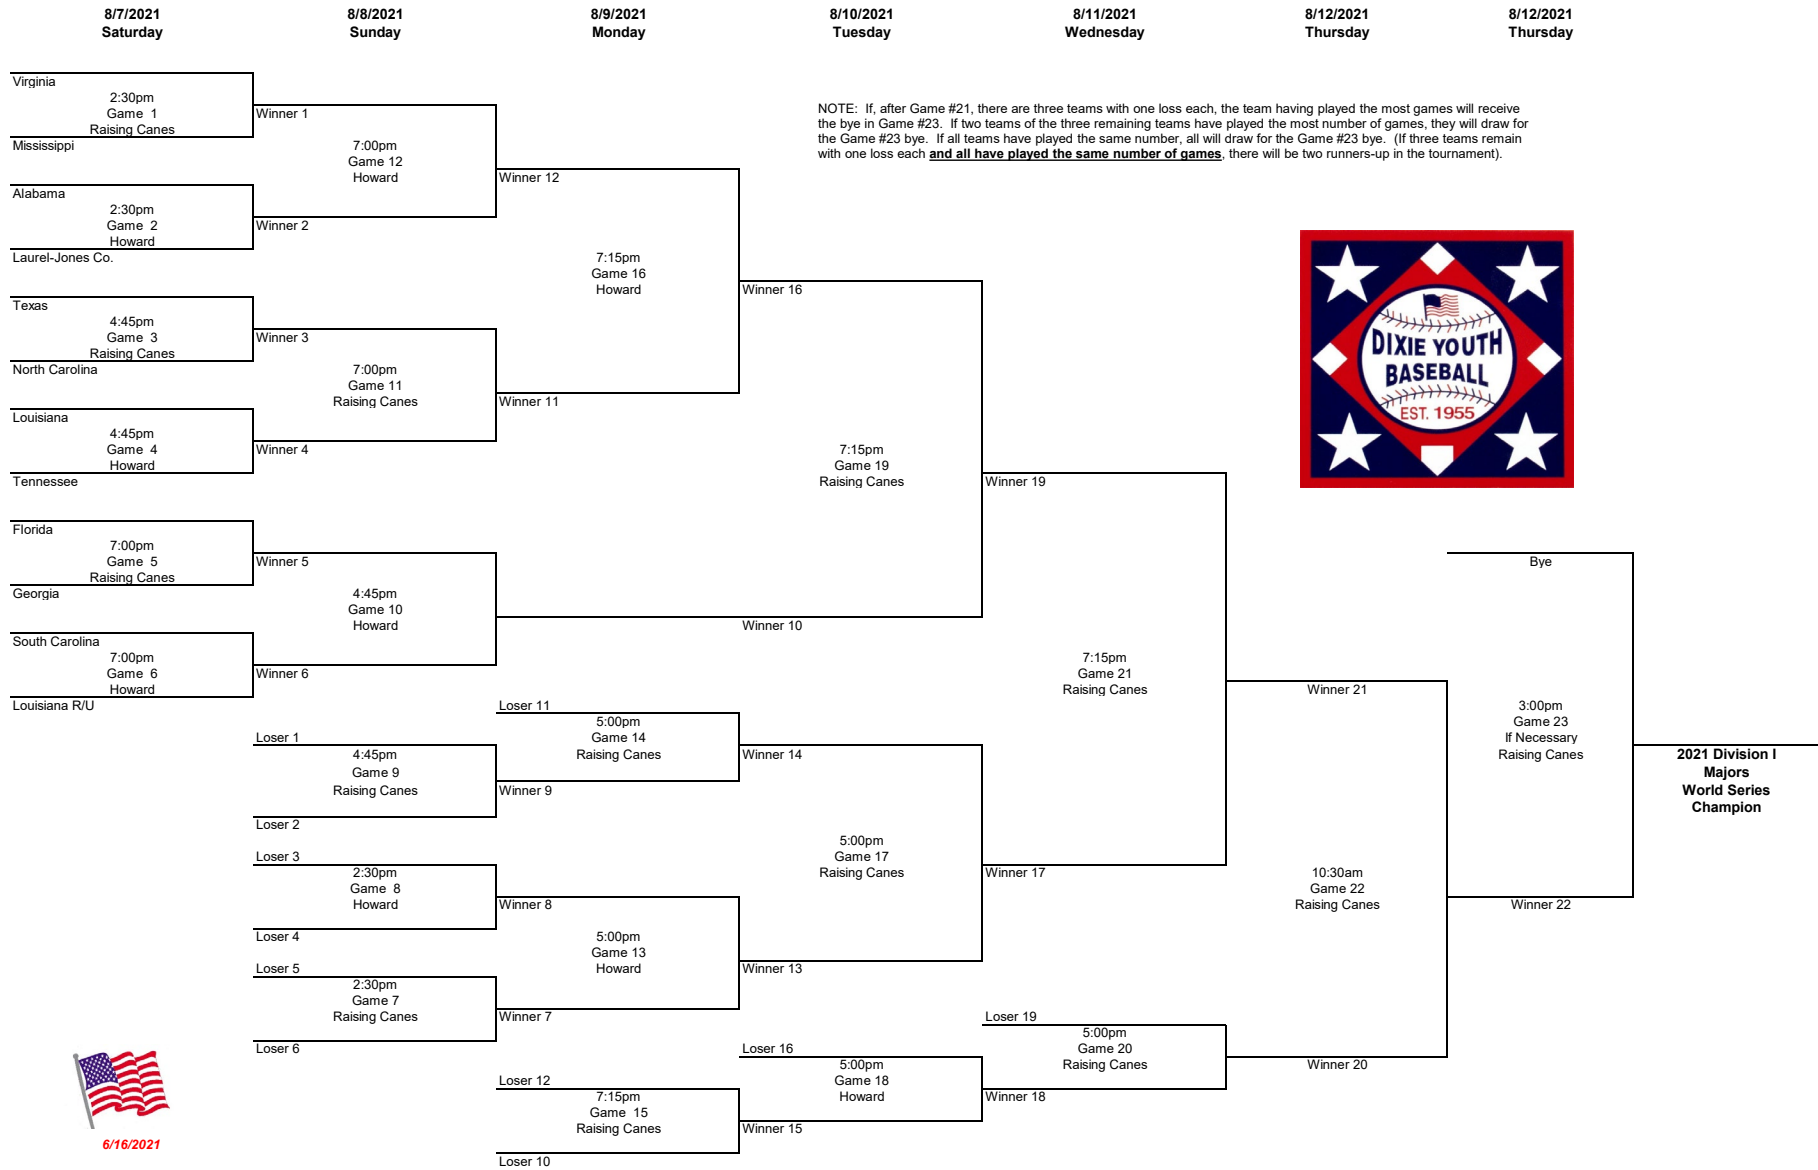 8/7/2021
Saturday
8/8/2021
Sunday
8/9/2021
Monday
8/10/2021
Tuesday
8/11/2021
Wednesday
8/12/2021
Thursday
8/12/2021
Thursday
NOTE: If, after Game #21, there are three teams with one loss each, the team having played the most games will receive
the bye in Game #23. If two teams of the three remaining teams have played the most number of games, they will draw for
the Game #23 bye. If all teams have played the same number, all will draw for the Game #23 bye. (If three teams remain
with one loss each and all have played the same number of games, there will be two runners-up in the tournament).
Virginia
2:30pm
Game 1
Raising Canes
Mississippi
Alabama
2:30pm
Game 2
Howard
Laurel-Jones Co.
Texas
4:45pm
Game 3
Raising Canes
North Carolina
Louisiana
4:45pm
Game 4
Howard
Tennessee
Florida
7:00pm
Game 5
Raising Canes
Georgia
South Carolina
7:00pm
Game 6
Howard
Louisiana R/U
Winner 1
7:00pm
Game 12
Howard
Winner 2
Winner 3
7:00pm
Game 11
Raising Canes
Winner 4
Winner 5
4:45pm
Game 10
Howard
Winner 6
Loser 1
4:45pm
Game 9
Raising Canes
Loser 2
Loser 3
2:30pm
Game 8
Howard
Loser 4
Loser 5
2:30pm
Game 7
Raising Canes
Loser 6
Winner 12
7:15pm
Game 16
Howard
Winner 11
Loser 11
5:00pm
Game 14
Raising Canes
Winner 9
Winner 8
5:00pm
Game 13
Howard
Winner 7
Loser 12
7:15pm
Game 15
Raising Canes
Loser 10
Winner 16
7:15pm
Game 19
Raising Canes
Winner 10
Winner 14
5:00pm
Game 17
Raising Canes
Winner 13
Loser 16
5:00pm
Game 18
Howard
Winner 15
Winner 19
7:15pm
Game 21
Raising Canes
Winner 17
Loser 19
5:00pm
Game 20
Raising Canes
Winner 18
Winner 21
10:30am
Game 22
Raising Canes
Winner 20
Bye
3:00pm
Game 23
If Necessary
Raising Canes
Winner 22
2021 Division I
Majors
World Series
Champion
DIXIE YOUTH
BASEBALL
EST. 1955
6/16/2021